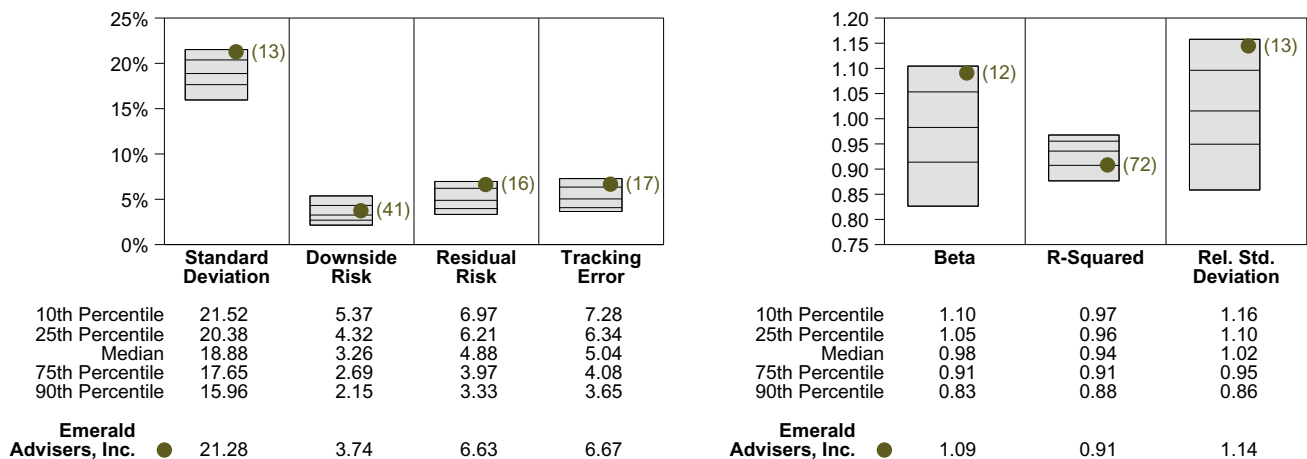 25%
20%
15%
10%
5%
0%
(13)
(41)
(16)
(17)
Standard Deviation
Downside Risk
Residual Risk
Tracking Error
10th Percentile 21.52 5.37 6.97 7.28
25th Percentile 20.38 4.32 6.21 6.34
Median 18.88 3.26 4.88 5.04
75th Percentile 17.65 2.69 3.97 4.08
90th Percentile 15.96 2.15 3.33 3.65
Emerald
Advisers, Inc. 21.28 3.74 6.63 6.67
1.20
1.15
1.10
1.05
1.00
0.95
0.90
0.85
0.80
0.75
(12)
(72)
(13)
Beta
R-Squared
Rel. Std. Deviation
10th Percentile 1.10 0.97 1.16
25th Percentile 1.05 0.96 1.10
Median 0.98 0.94 1.02
75th Percentile 0.91 0.91 0.95
90th Percentile 0.83 0.88 0.86
Emerald
Advisers, Inc. 1.09 0.91 1.14